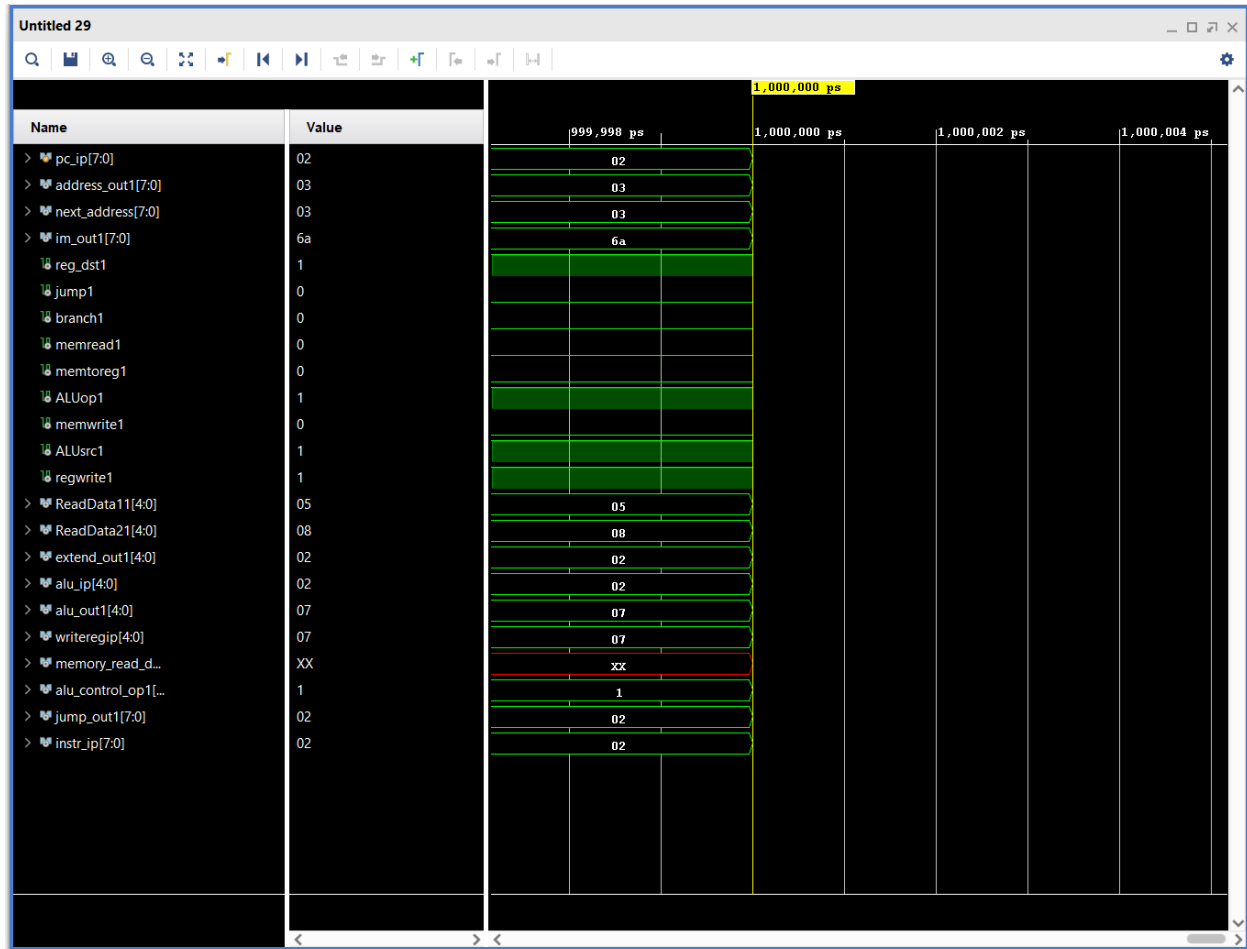 Untitled 29
1,000,000 ps
Name Value
999,998 ps 1,000,000 ps 1,000,002 ps 1,000,004 ps
pc_ip[7:0] 02 02
address_out1[7:0] 03 03
next_address[7:0] 03 03
im_out1[7:0] 6a 6a
reg_dst1 1
jump1 0
branch1 0
memread1 0
memtoreg1 0
ALUop1 1
memwrite1 0
ALUsrc1 1
regwrite1 1
ReadData11[4:0] 05 05
ReadData21[4:0] 08 08
extend_out1[4:0] 02 02
alu_ip[4:0] 02 02
alu_out1[4:0] 07 07
writeregip[4:0] 07 07
memory_read_d... XX XX
alu_control_op1[... 1 1
jump_out1[7:0] 02 02
instr_ip[7:0] 02 02